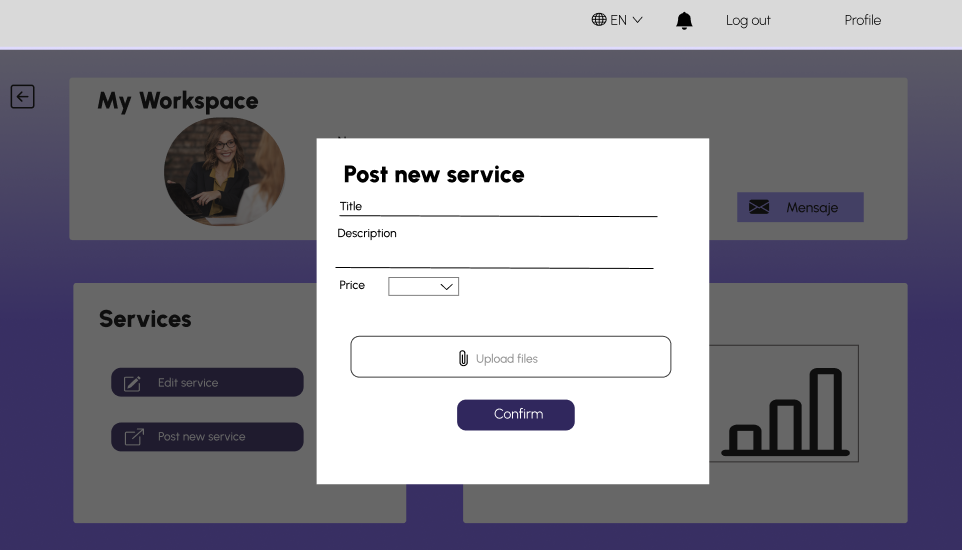 EN
Log out
Profile
My Workspace
Post new service
Title
Mensaje
Description
Price
Services
Upload files
Edit service
Confirm
Post new service